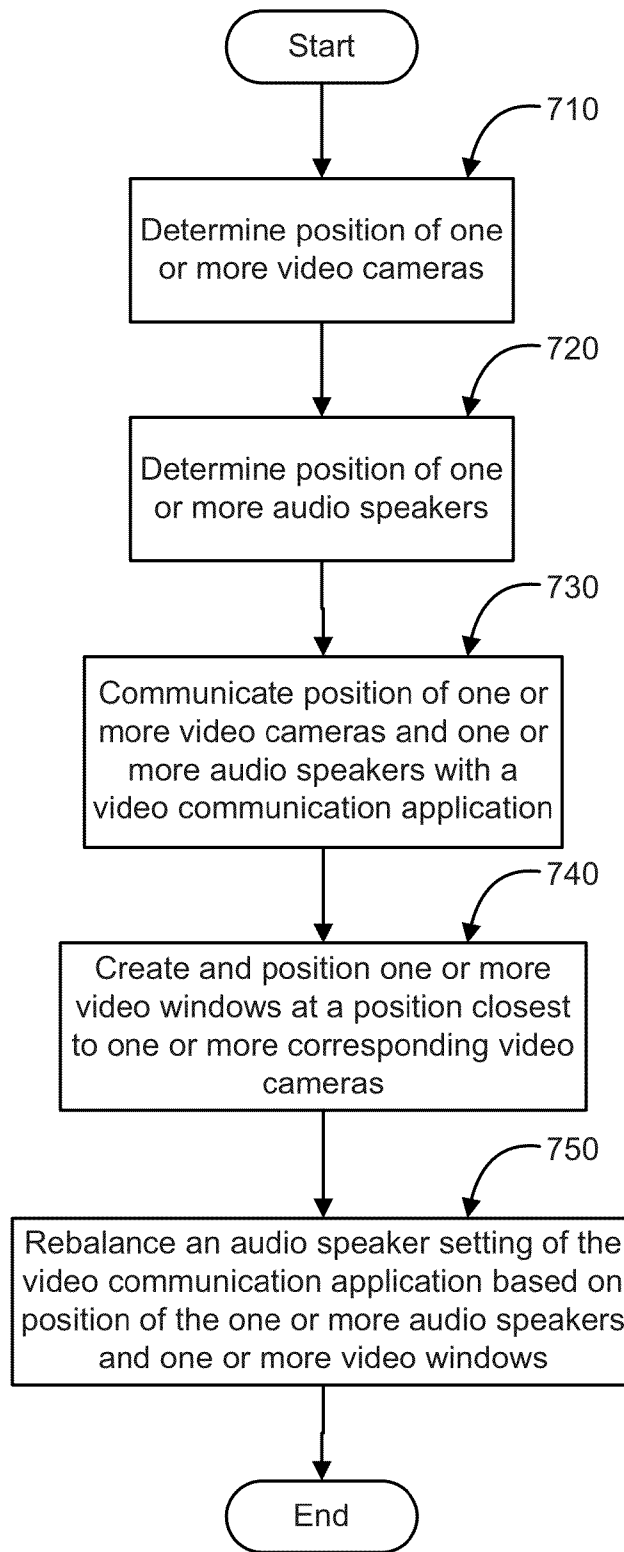 Start
710
Determine position of one
or more video cameras
720
Determine position of one
or more audio speakers
730
Communicate position of one or
more video cameras and one or
more audio speakers with a
video communication application
740
Create and position one or more
video windows at a position closest
to one or more corresponding video
cameras
750
Rebalance an audio speaker setting of the
video communication application based on
position of the one or more audio speakers
and one or more video windows
End